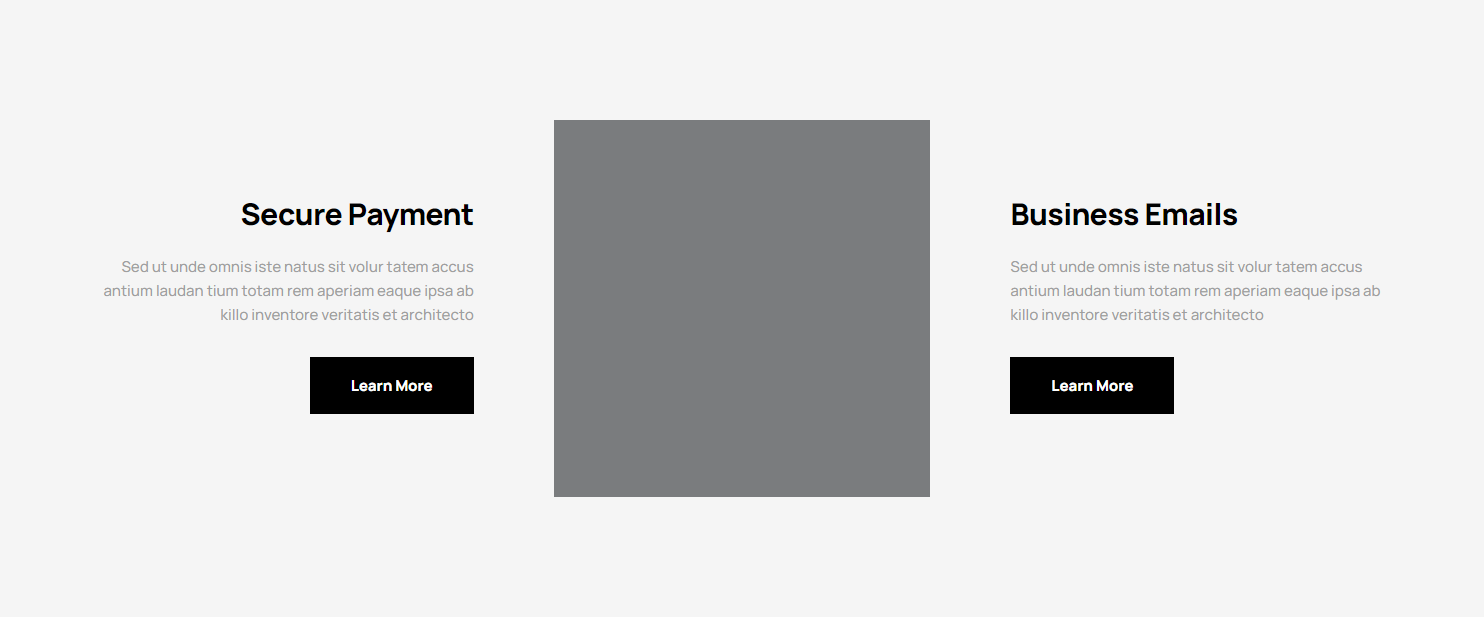 Secure Payment
Sed ut unde omnis iste natus sit volur tatem accus
antium laudan tium totam rem aperiam eaque ipsa ab
killo inventore veritatis et architecto
Learn More
Business Emails
Sed ut unde omnis iste natus sit volur tatem accus
antium laudan tium totam rem aperiam eaque ipsa ab
killo inventore veritatis et architecto
Learn More